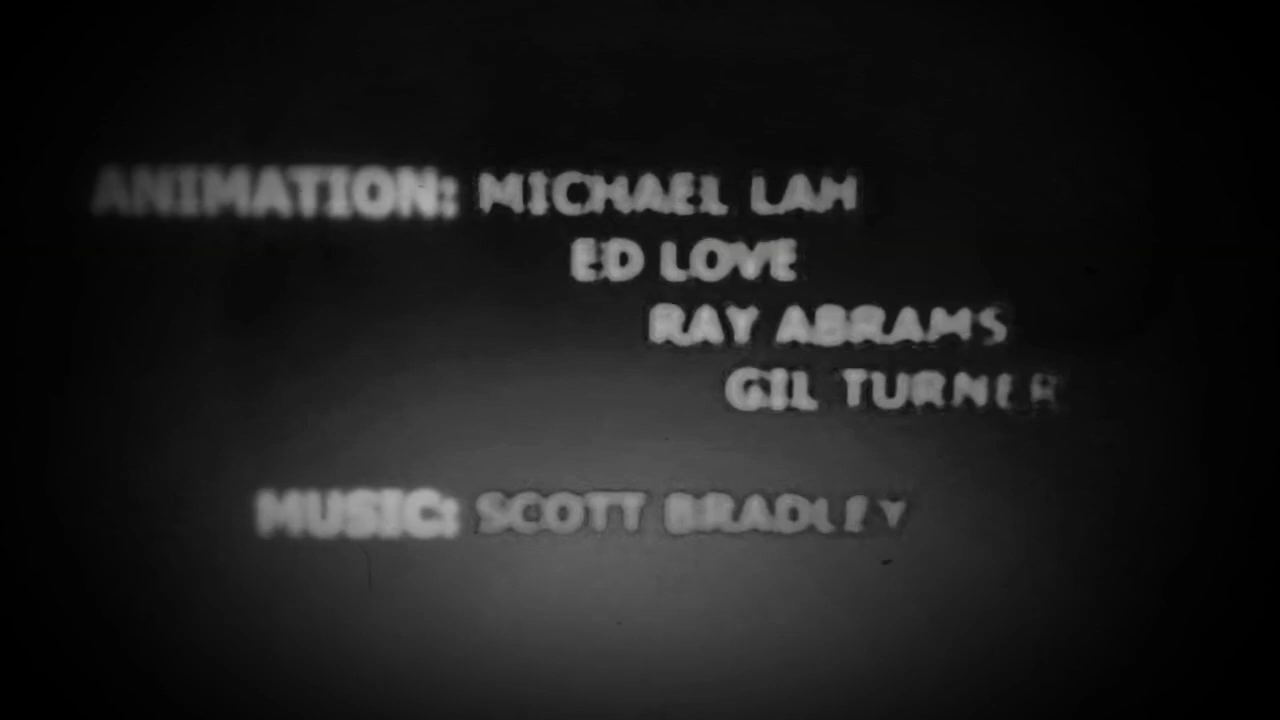 ANIMATION: MICHAEL LAH
ED LOVE
RAY ABRAMS
GIL TURNER
MUSIC: SCOTT BRADLEY